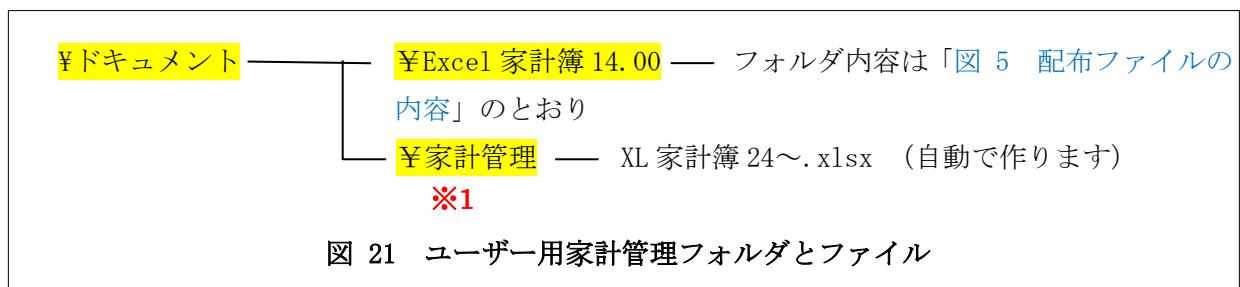 ¥ドキュメント ¥Excel 家計簿 14.00 フォルダ内容は「図 5 配布ファイルの
内容」のとおり
¥家計管理 XL 家計簿 24～.xlsx (自動で作ります)
※1
図 21 ユーザー用家計管理フォルダとファイル